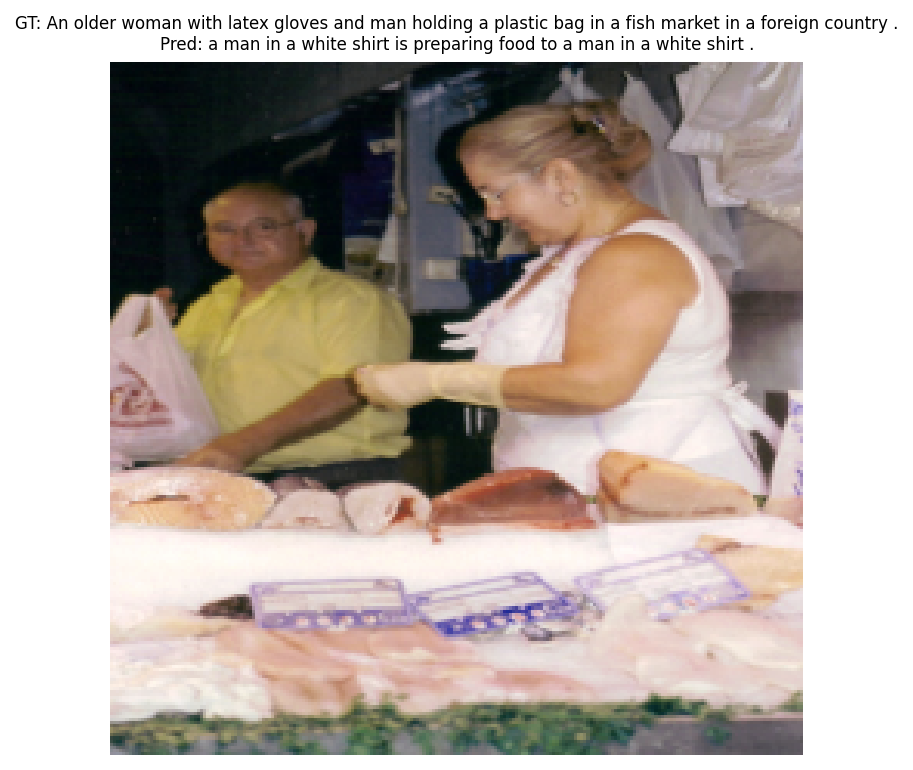 GT: An older woman with latex gloves and man holding a plastic bag in a fish market in a foreign country .
Pred: a man in a white shirt is preparing food to a man in a white shirt .